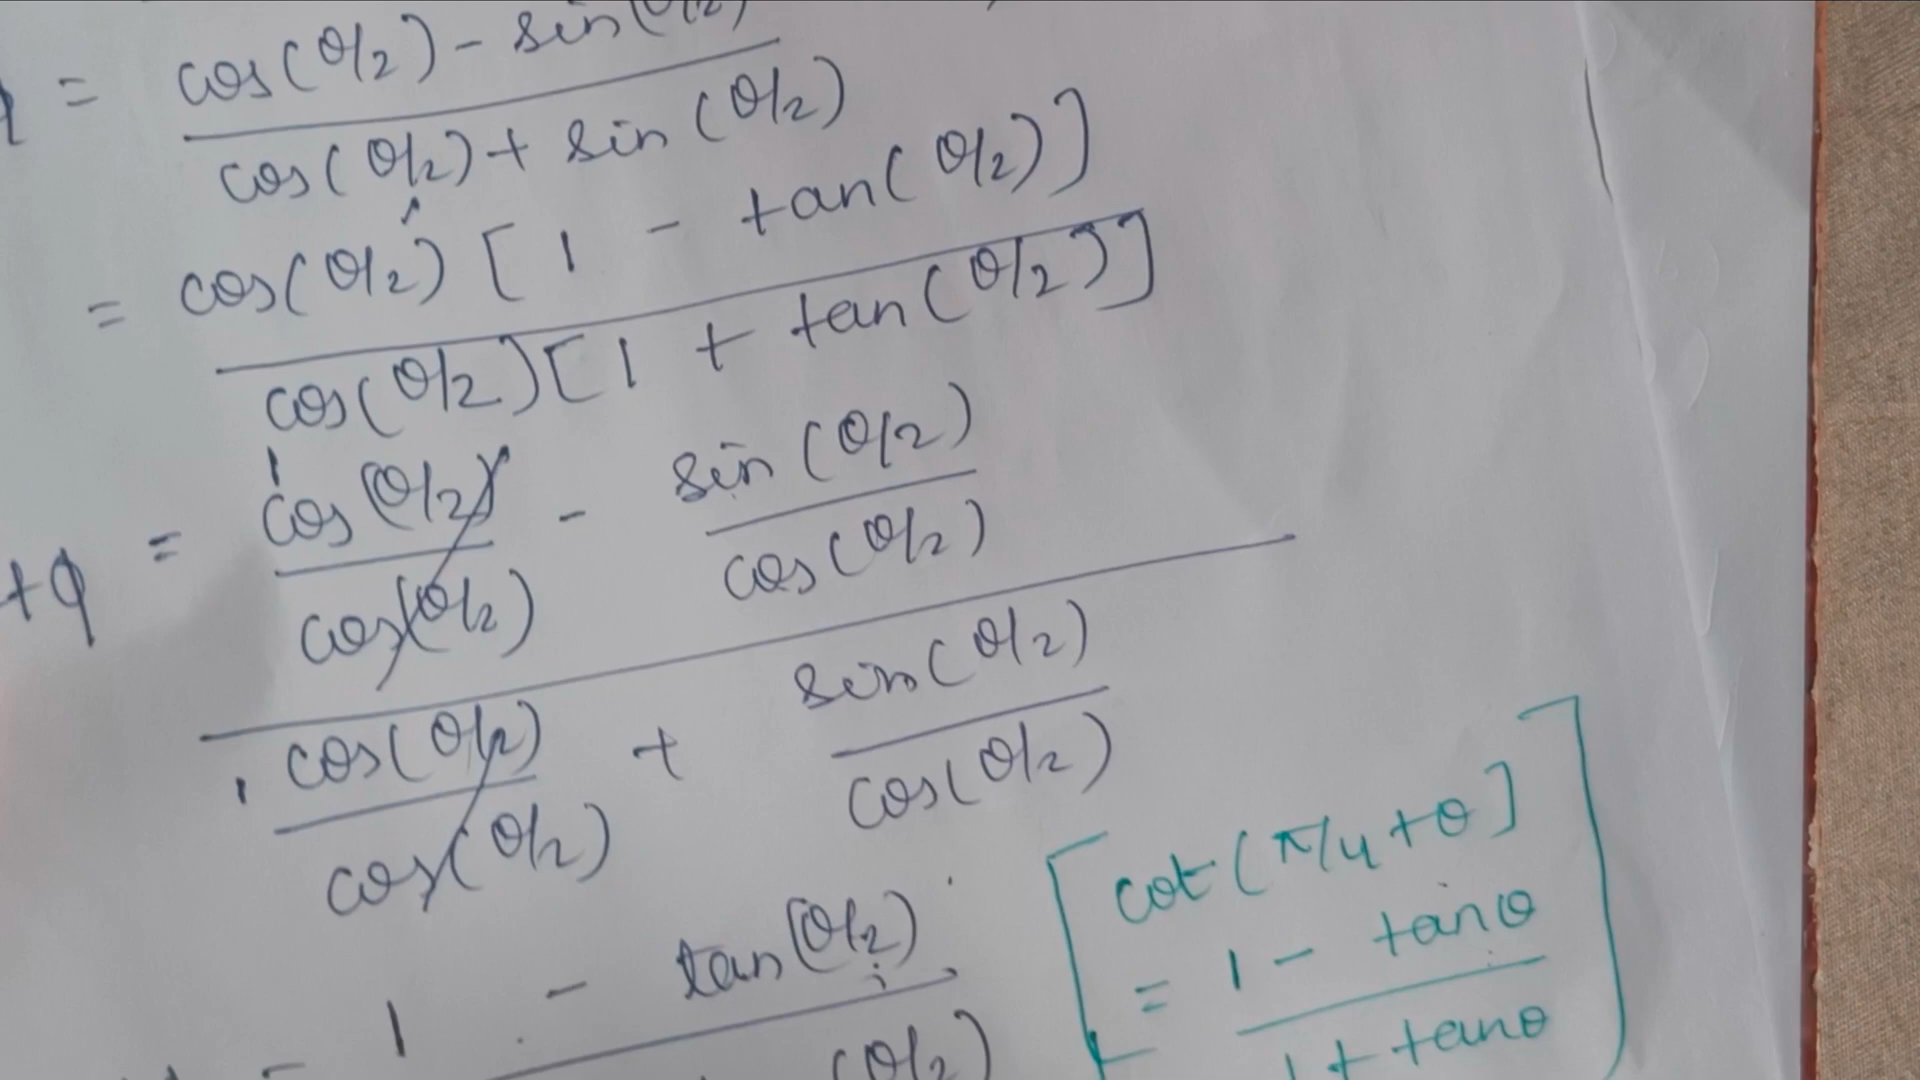 = cos(θ/2) - sin(θ/2)
cos(θ/2) + sin(θ/2)
= cos(θ/2) [1 - tan(θ/2)]
cos(θ/2) [1 + tan(θ/2)]
+q = cos(θ/2) - sin(θ/2)
cos(θ/2) cos(θ/2)
cos(θ/2) + sin(θ/2)
cos(θ/2) cos(θ/2)
1 - tan(θ/2)
(θ/2)
[cot(π/4+θ]
= 1 - tanθ
1 + tanθ]